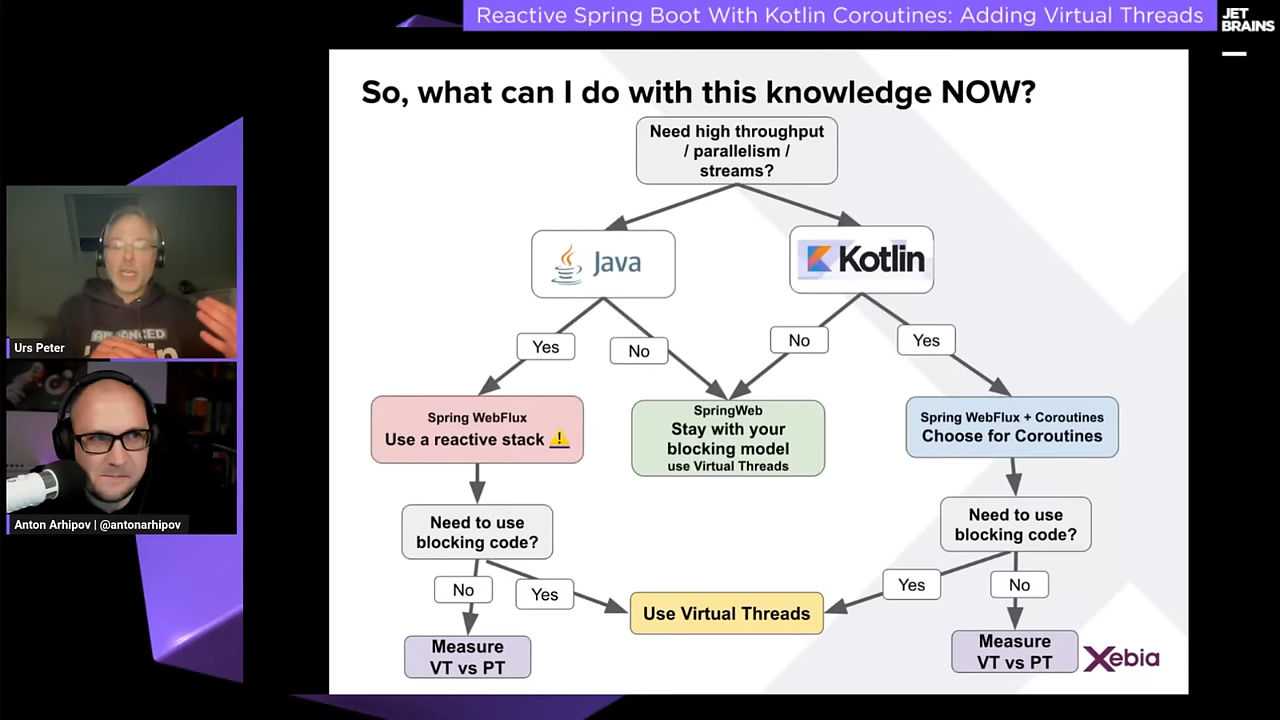 Reactive Spring Boot With Kotlin Coroutines: Adding Virtual Threads
JET
BRAINS
So, what can I do with this knowledge NOW?
Need high throughput
/ parallelism /
streams?
Java
Kotlin
Yes
No
No
Yes
Spring WebFlux
Use a reactive stack
SpringWeb
Stay with your
blocking model
use Virtual Threads
Spring WebFlux + Coroutines
Choose for Coroutines
Need to use
blocking code?
Need to use
blocking code?
No
Yes
Yes
No
Use Virtual Threads
Measure
VT vs PT
Measure
VT vs PT
Xebia
Urs Peter
Anton Arhipov | @antonarhipov